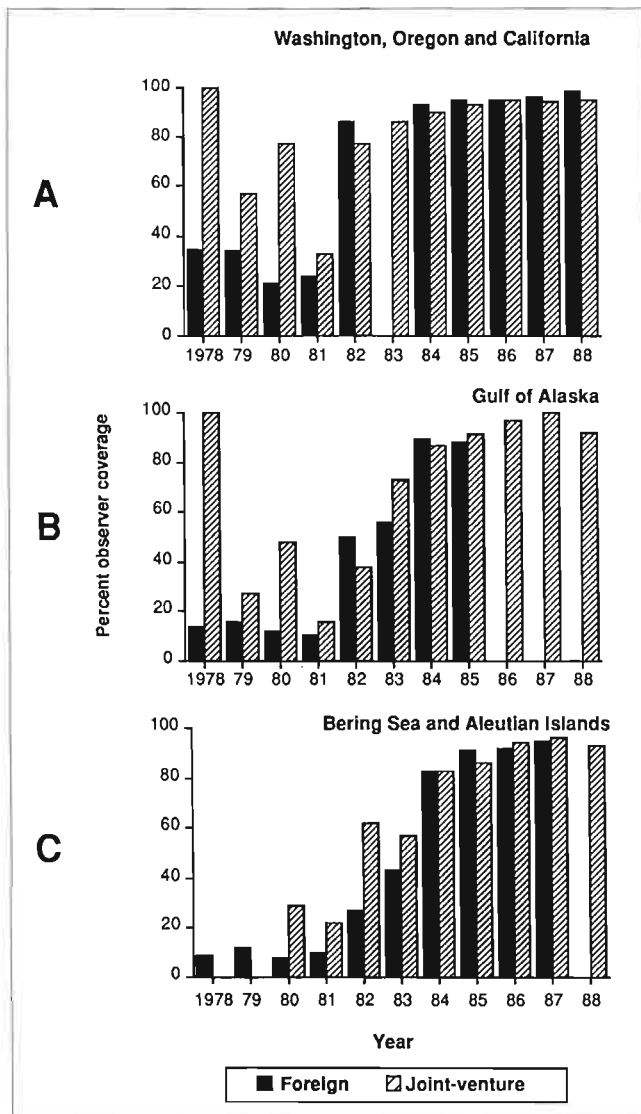 Washington, Oregon and California
A
100
80
60
40
20
0
1978 79 80 81 82 83 84 85 86 87 88
Gulf of Alaska
B
Percent observer coverage
100
80
60
40
20
0
1978 79 80 81 82 83 84 85 86 87 88
Bering Sea and Aleutian Islands
C
100
80
60
40
20
0
1978 79 80 81 82 83 84 85 86 87 88
Year
Foreign Joint-venture